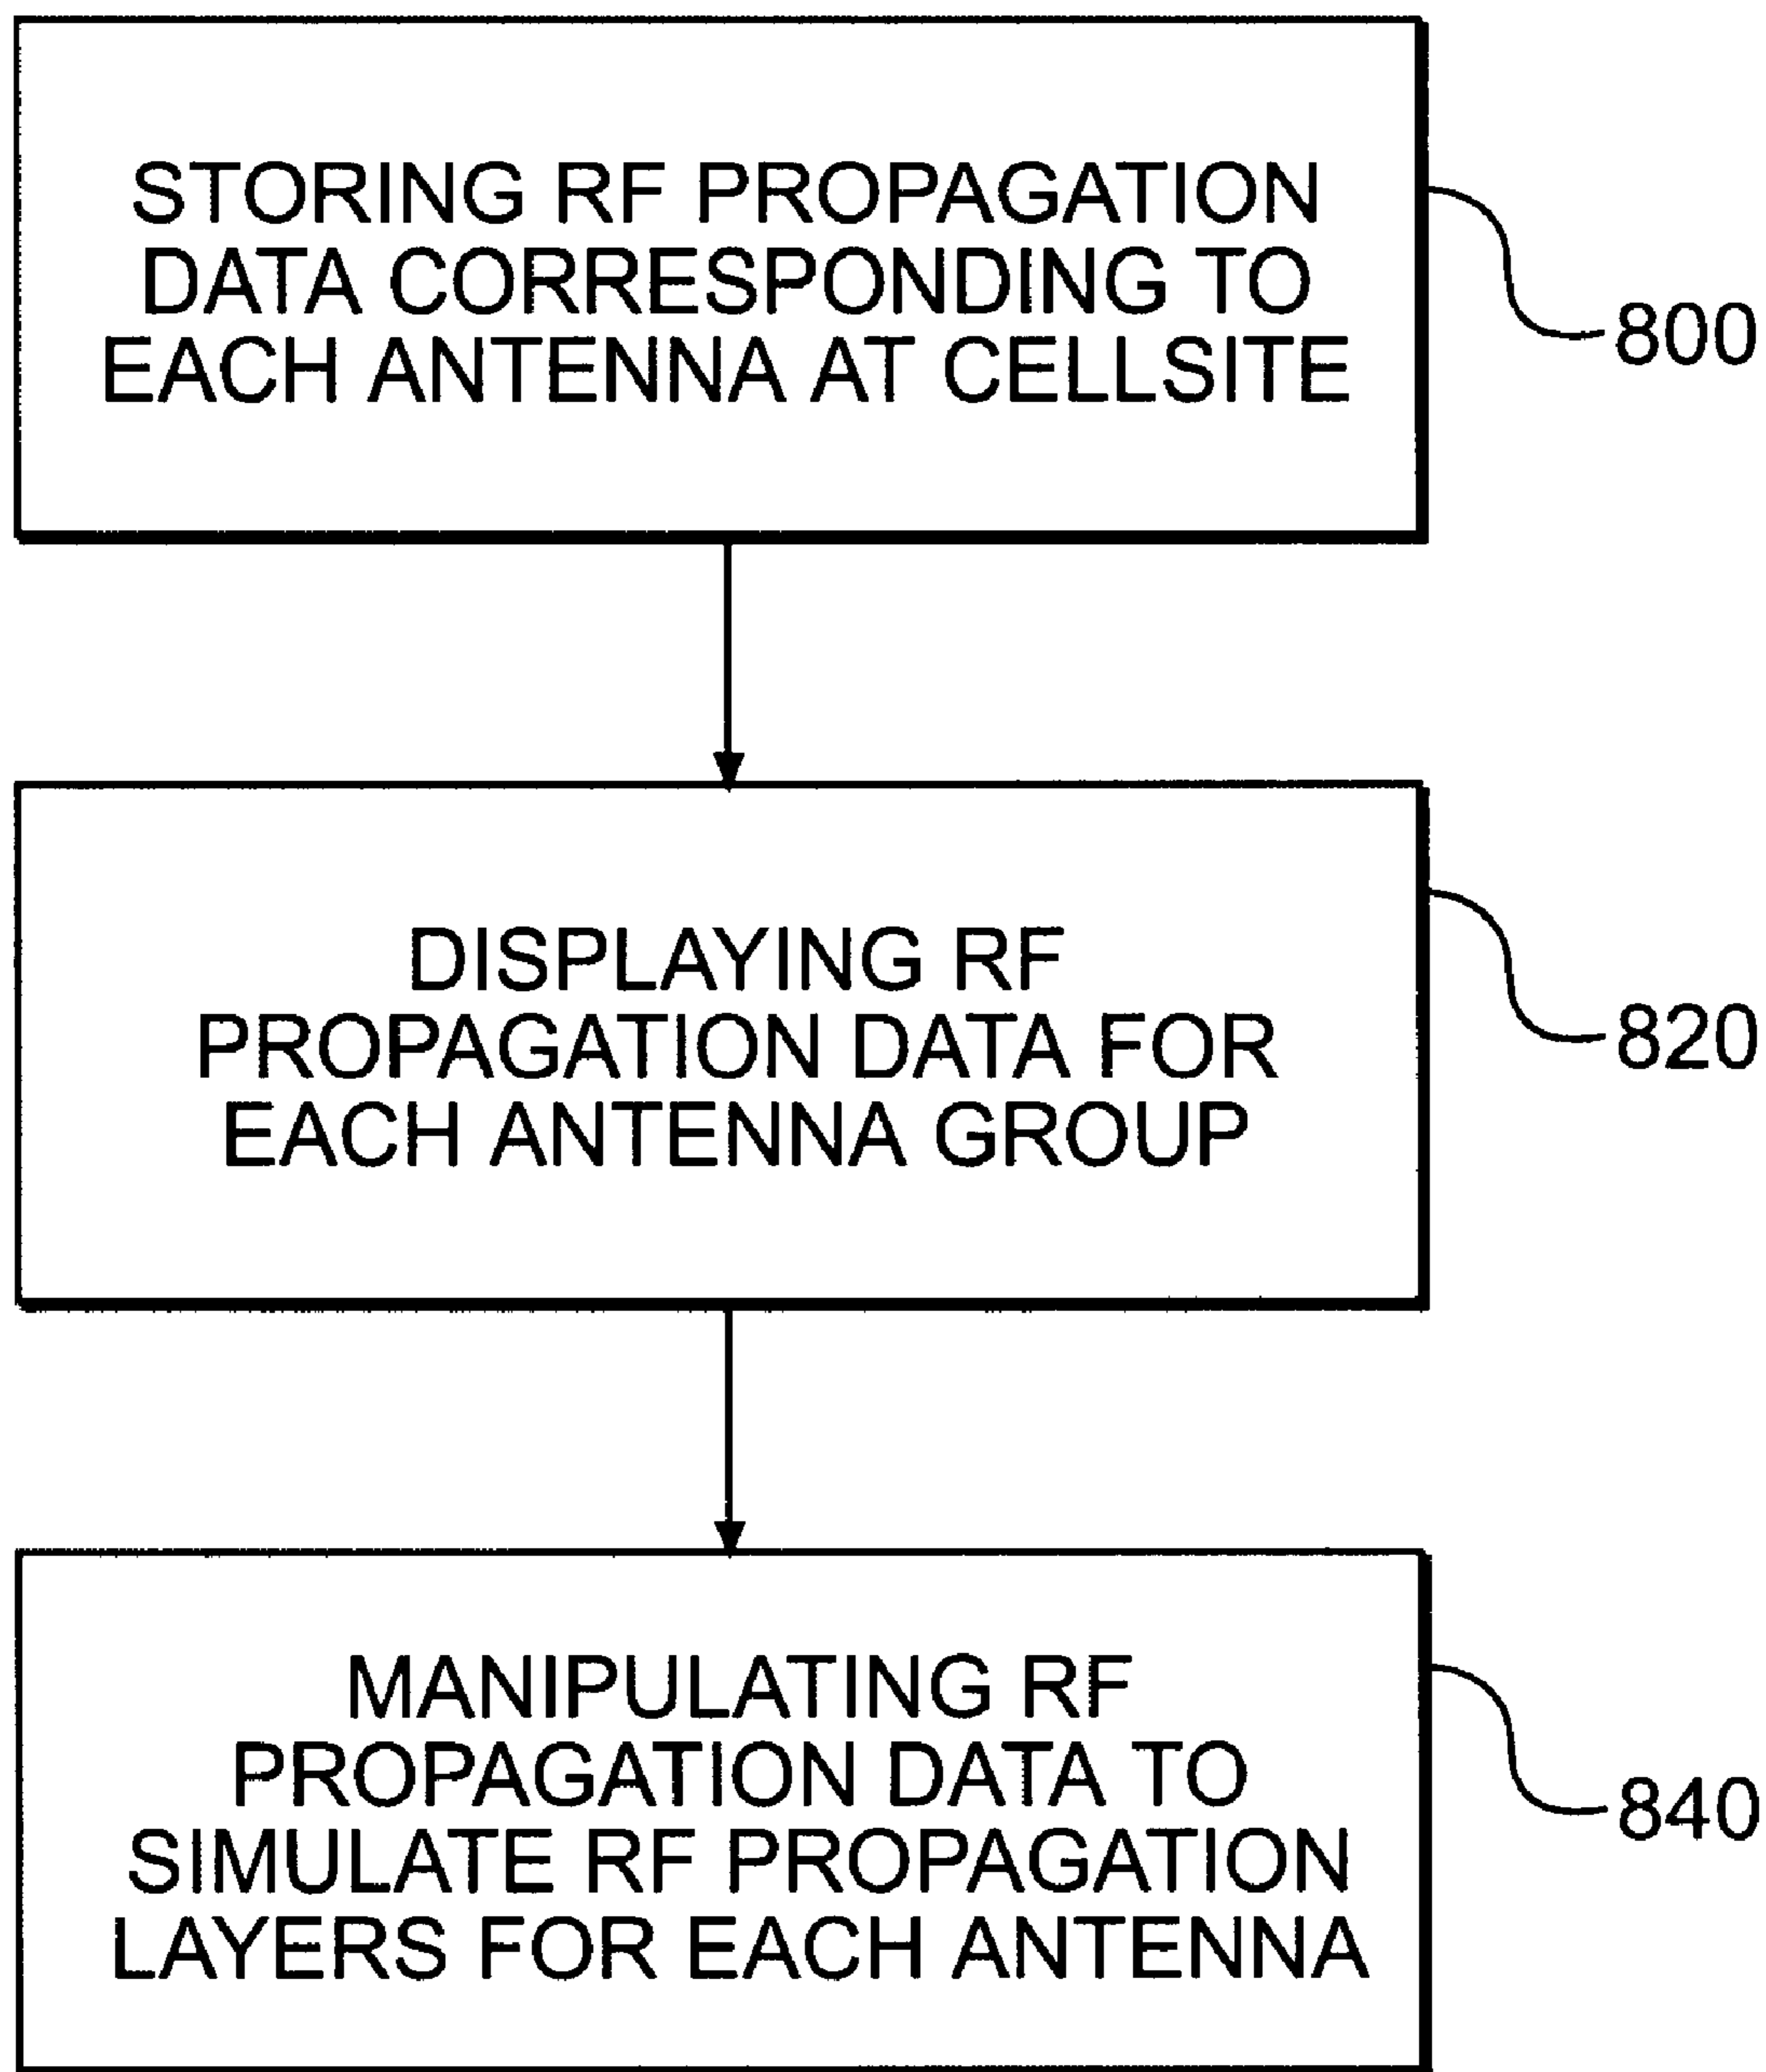 STORING RF PROPAGATION
DATA CORRESPONDING TO
EACH ANTENNA AT CELLSITE
800
DISPLAYING RF
PROPAGATION DATA FOR
EACH ANTENNA GROUP
820
MANIPULATING RF
PROPAGATION DATA TO
SIMULATE RF PROPAGATION
LAYERS FOR EACH ANTENNA
840